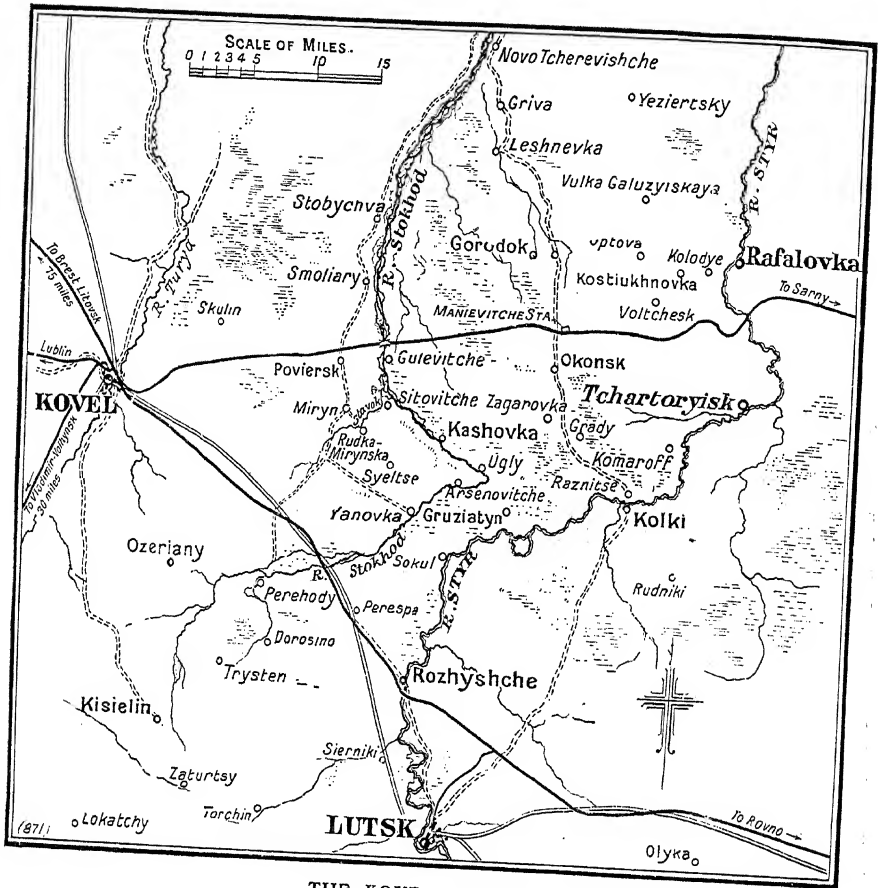 SCALE OF MILES.
0 1 2 3 4 5 10 15
Novo Tcherevishche
Griva
Yeziertsky
Leshnevka
Vulka Galuzyiskaya
R. STYR
Stobychva
R. Stokhod
Gorodok
Optova
Kolodye
Rafalovka
R. Turya
Smoliary
Kostiukhnovka
To Brest Litovsk
75 miles
Skulin
MANIEVITCHE STA.
Voltchesk
To Sarny
Lublin
Poviersk
Gulevitche
Okonsk
KOVEL
Miryn
Sitovitche
Zagarovka
Tchartoryisk
Kashovka
Grady
Rudka-
Mirynska
Komaroff
To Vladimir-Volhynsk
30 miles
Syeltse
Ugly
Arsenovitche
Raznitse
Yanovka
Gruziatyn
Kolki
Ozeriany
R. Stokhod
Sokul
R. STYR
Rudniki
Perehody
Perespa
Dorosino
Trysten
Rozhyshche
Kisielin
Sierniki
Zaturtsy
Torchin
(871)
Lokatchy
LUTSK
To Rovno
Olyka